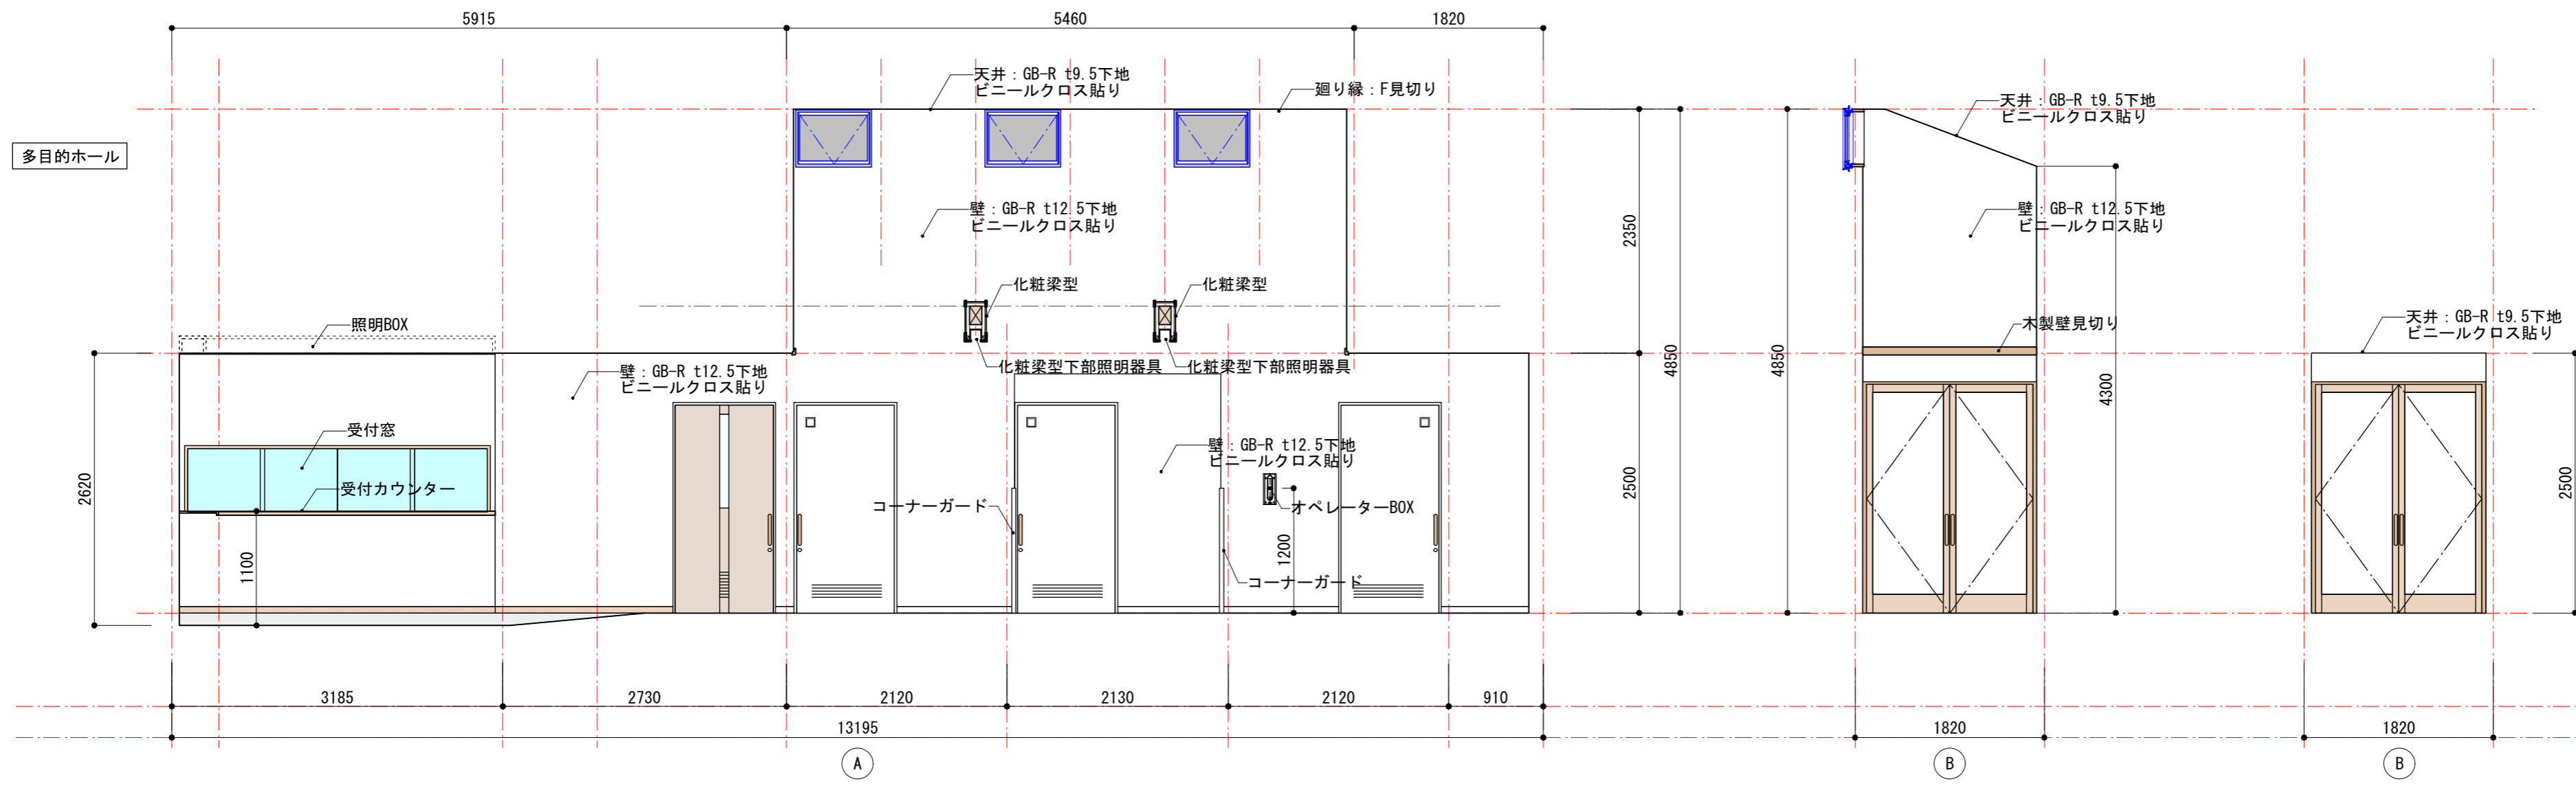 5915
5460
1820
天井：GB-R t9.5下地
ビニールクロス貼り
廻り縁：F見切り
天井：GB-R t9.5下地
ビニールクロス貼り
多目的ホール
壁：GB-R t12.5下地
ビニールクロス貼り
壁：GB-R t12.5下地
ビニールクロス貼り
2350
化粧梁型
化粧梁型
照明BOX
木製壁見切り
天井：GB-R t9.5下地
ビニールクロス貼り
化粧梁型下部照明器具
化粧梁型下部照明器具
4850
4850
4300
壁：GB-R t12.5下地
ビニールクロス貼り
受付窓
壁：GB-R t12.5下地
ビニールクロス貼り
2620
受付カウンター
コーナーガード
オペレーターBOX
2500
2500
1100
1200
コーナーガード
3185
2730
2120
2130
2120
910
13195
1820
1820
A
B
B